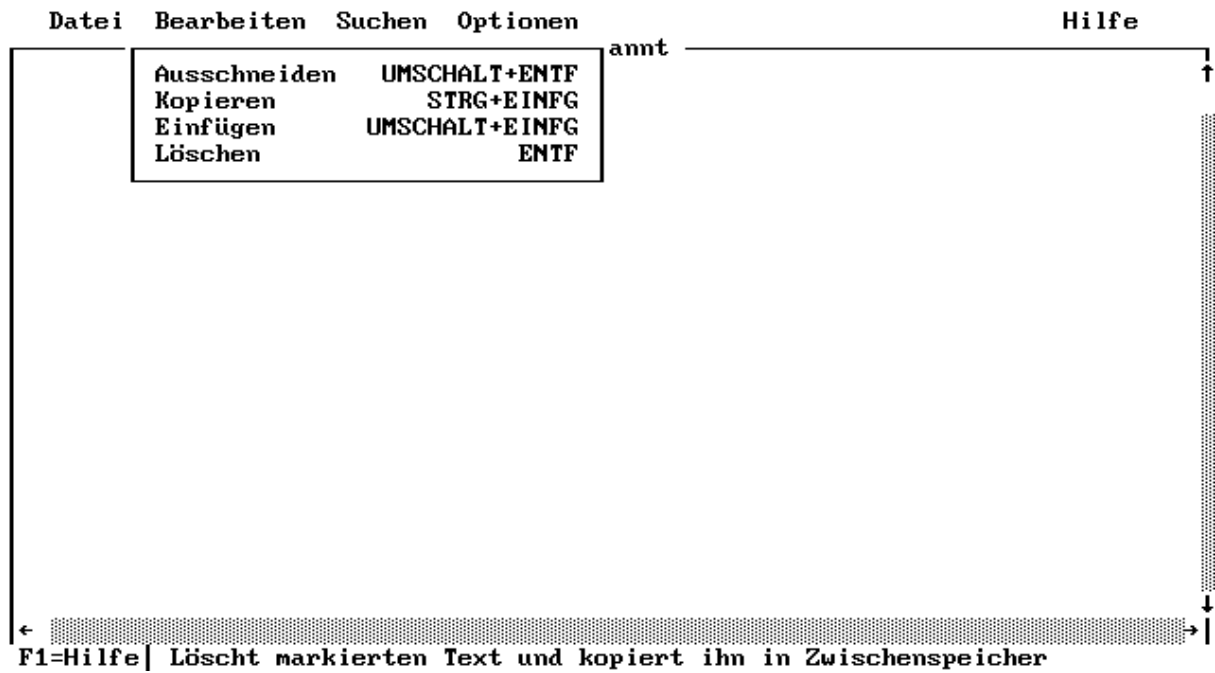 Datei Bearbeiten Suchen Optionen Hilfe
annt
Ausschneiden UMSCHALT+ENTF
Kopieren STRG+EINFG
Einfügen UMSCHALT+EINFG
Löschen ENTF
F1=Hilfe| Löscht markierten Text und kopiert ihn in Zwischenspeicher